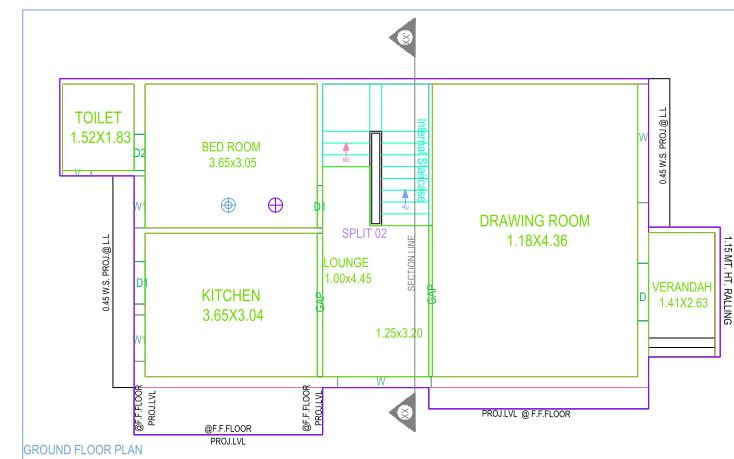 XX
TOILET
1.52X1.83
D2
V
BED ROOM
3.65x3.05
W1
D1
Internal Staircase
SPLIT 02
SECTION LINE
DRAWING ROOM
1.18X4.36
W
0.45 W.S. PROJ.@ L.L
0.45 W.S. PROJ.@ L.L
LOUNGE
1.00x4.45
GAP
GAP
KITCHEN
3.65X3.04
D1
W1
1.25x3.20
VERANDAH
1.41X2.63
D
1.15 MT. HT. RALLING
W
@F.F.FLOOR
PROJ.LVL
@F.F.FLOOR
PROJ.LVL
@F.F.FLOOR
PROJ.LVL
PROJ.LVL @ F.F.FLOOR
XX
GROUND FLOOR PLAN